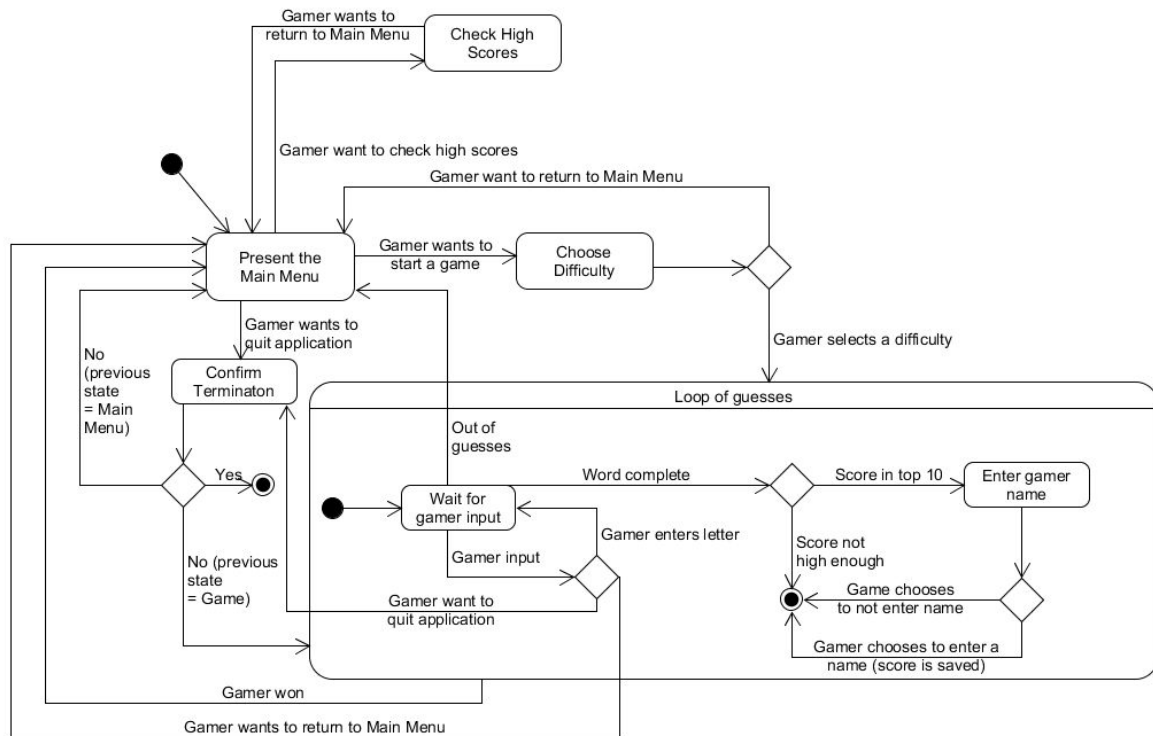 Gamer wants to
return to Main Menu
Check High
Scores
Gamer want to check high scores
Gamer want to return to Main Menu
Present the
Main Menu
Gamer wants to
start a game
Choose
Difficulty
Gamer wants to
quit application
Gamer selects a difficulty
No
(previous
state
= Main
Menu)
Confirm
Terminaton
Loop of guesses
Out of
guesses
Yes
Word complete
Score in top 10
Enter gamer
name
Wait for
gamer input
Gamer enters letter
Gamer input
Score not
high enough
No (previous
state
= Game)
Gamer want to
quit application
Game chooses
to not enter name
Gamer chooses to enter a
name (score is saved)
Gamer won
Gamer wants to return to Main Menu